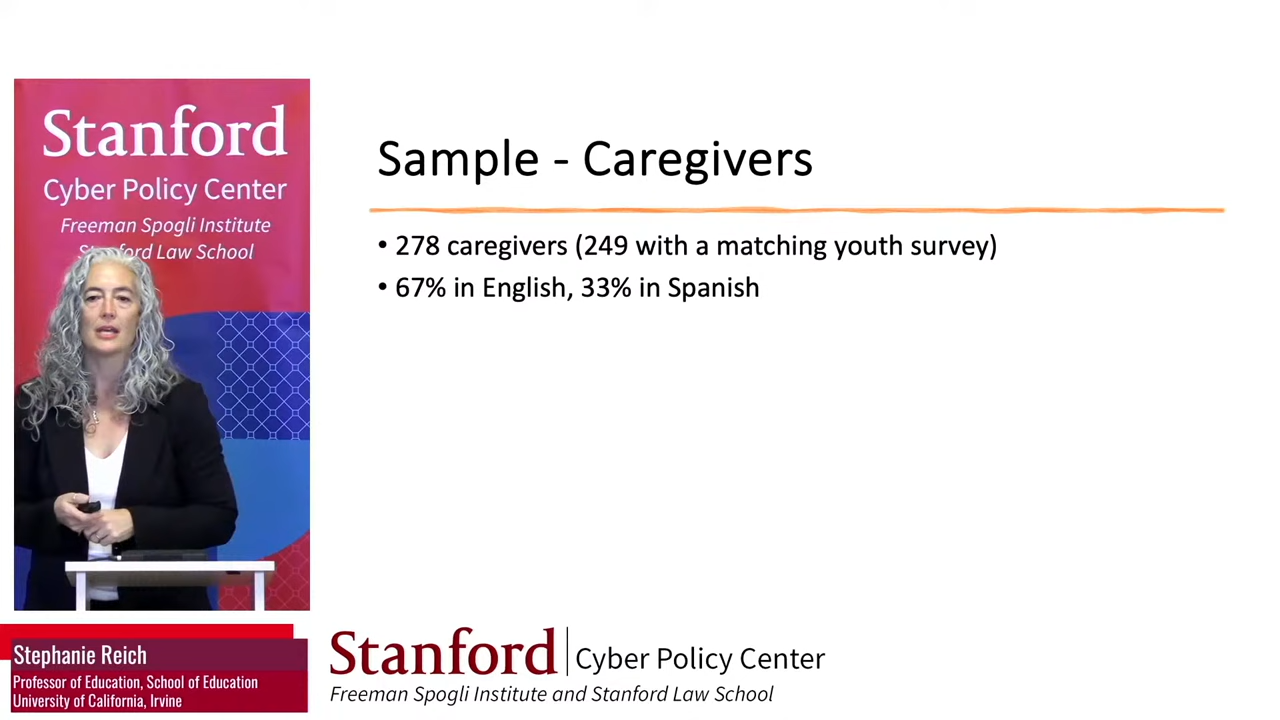 Stanford
Cyber Policy Center
Freeman Spogli Institute
Stanford Law School
Sample - Caregivers
• 278 caregivers (249 with a matching youth survey)
• 67% in English, 33% in Spanish
Stephanie Reich
Professor of Education, School of Education
University of California, Irvine
Stanford | Cyber Policy Center
Freeman Spogli Institute and Stanford Law School